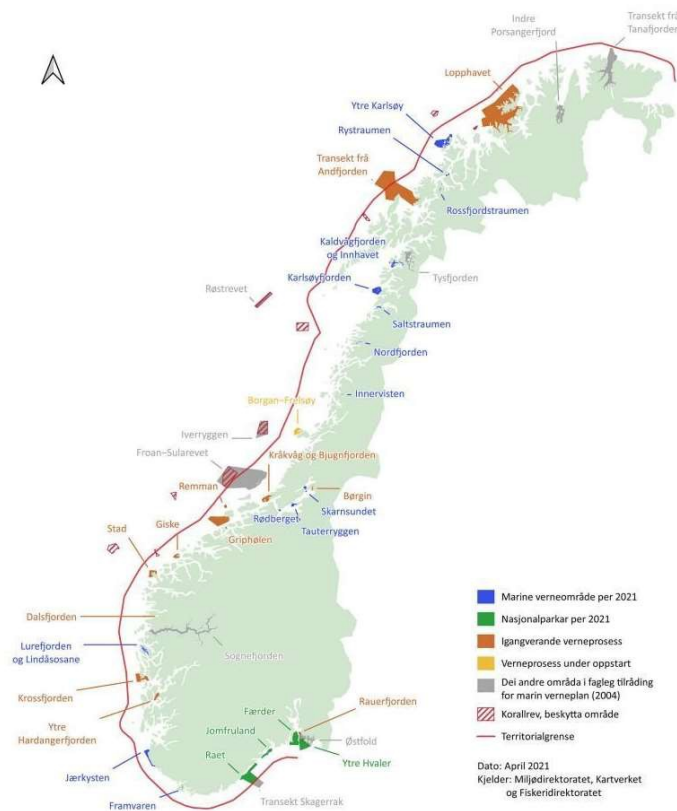 Transekt frå
Tanafjorden
Indre
Porsangerfjord
Lopphavet
Ytre Karlsøy
Rystraumen
Transekt frå
Andfjorden
Rossfjordstraumen
Kaldvågfjorden
og Innhavet
Tysfjorden
Karlsøyfjorden
Røstrevet
Saltstraumen
Nordfjorden
Innervisten
Borgan–Frelsøy
Iverryggen
Froan–Sularevet
Kråkvåg og Bjugnfjorden
Remman
Børgin
Skarnsundet
Rødberget
Tauterryggen
Giske
Stad
Griphølen
Dalsfjorden
Lurefjorden
og Lindåsosane
Sognefjorden
Krossfjorden
Ytre
Hardangerfjorden
Rauerfjorden
Færder
Jomfruland
Østfold
Raet
Ytre Hvaler
Jærkysten
Transekt Skagerrak
Framvaren
Marine verneområde per 2021
Nasjonalparkar per 2021
Igangverande verneprosess
Verneprosess under oppstart
Dei andre områda i fagleg tilråding
for marin verneplan (2004)
Korallrev, beskytta område
Territorialgrense
Dato: April 2021
Kjelder: Miljødirektoratet, Kartverket
og Fiskeridirektoratet